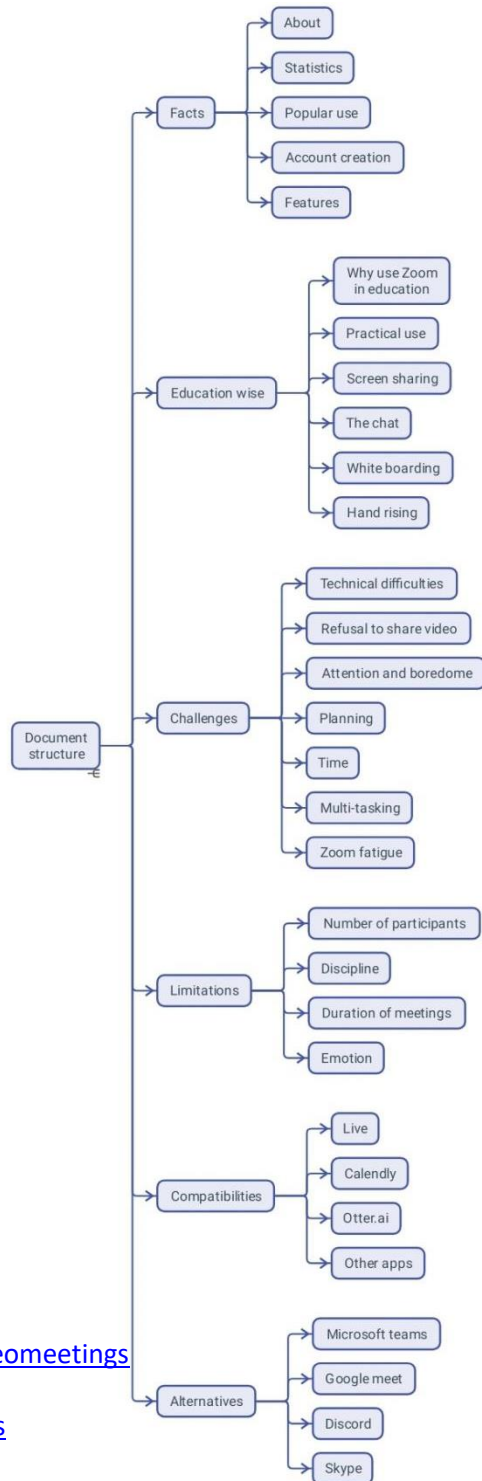 Document
structure
Facts
About
Statistics
Popular use
Account creation
Features
Education wise
Why use Zoom
in education
Practical use
Screen sharing
The chat
White boarding
Hand rising
Challenges
Technical difficulties
Refusal to share video
Attention and boredome
Planning
Time
Multi-tasking
Zoom fatigue
Limitations
Number of participants
Discipline
Duration of meetings
Emotion
Compatibilities
Live
Calendly
Otter.ai
Other apps
Alternatives
Microsoft teams
Google meet
Discord
Skype
eomeetings
s